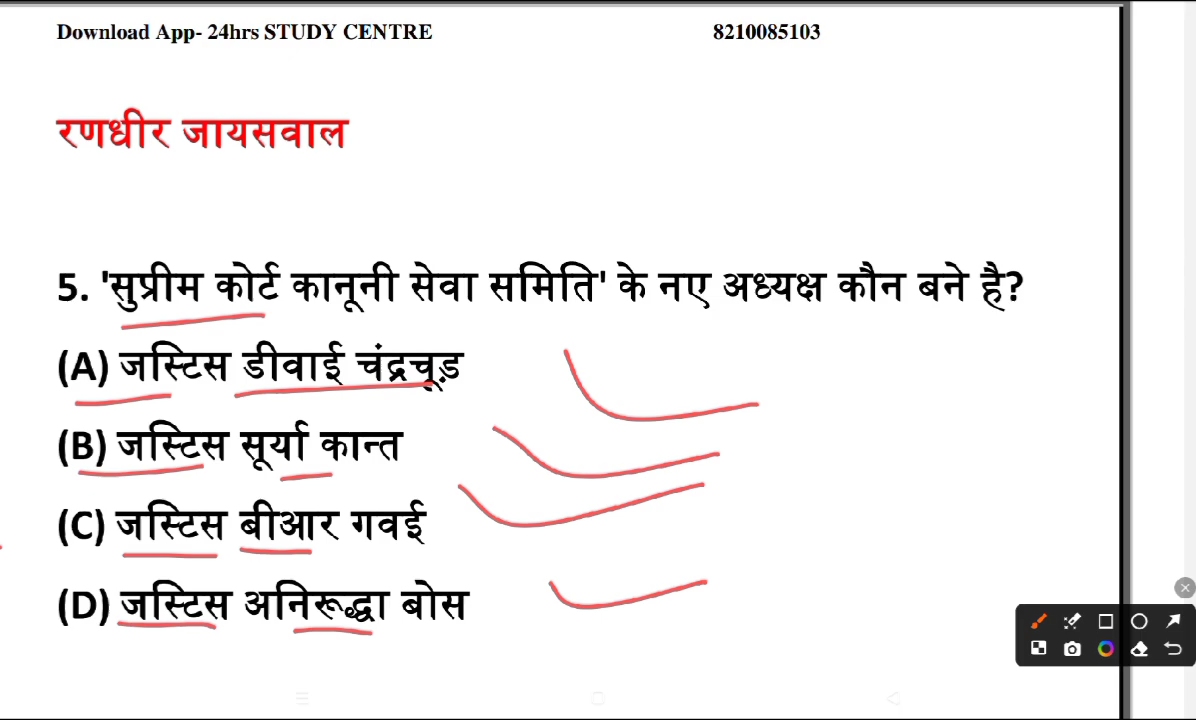 Download App- 24hrs STUDY CENTRE 8210085103
रणधीर जायसवाल
5. 'सुप्रीम कोर्ट कानूनी सेवा समिति' के नए अध्यक्ष कौन बने है?
(A) जस्टिस डीवाई चंद्रचूड़
(B) जस्टिस सूर्या कान्त
(C) जस्टिस बीआर गवई
(D) जस्टिस अनिरूद्धा बोस